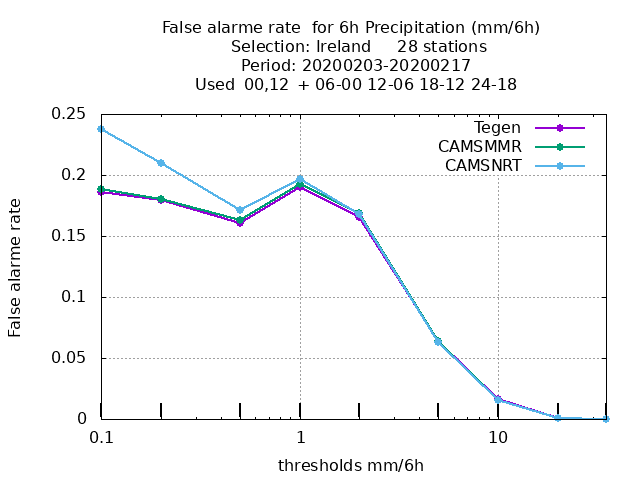 False alarme rate  for 6h Precipitation (mm/6h)
Selection: Ireland     28 stations
Period: 20200203-20200217
Used  00,12  + 06-00 12-06 18-12 24-18
Tegen
CAMSMMR
CAMSNRT
0.25
0.2
0.15
0.1
0.05
0
False alarme rate
0.1
1
10
thresholds mm/6h